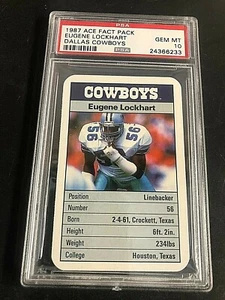 PSA
1987 ACE FACT PACK
EUGENE LOCKHART GEM MT
DALLAS COWBOYS 10
24366233
COWBOYS
Eugene Lockhart
56
Position Linebacker
Number 56
Born 2-4-61, Crockett, Texas
Height 6ft. 2in.
Weight 234lbs
College Houston, Texas